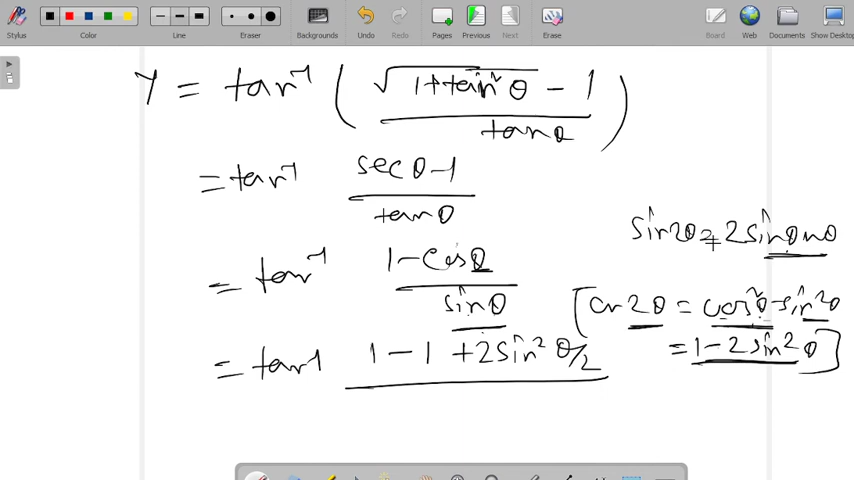 Stylus Color Line Eraser Backgrounds Undo Redo Pages Previous Next Erase Board Web Documents Show Desktop
Y = tan⁻¹ ( √(1+tan²θ) - 1 / tanθ )
= tan⁻¹ secθ-1 / tanθ
sin2θ = 2sinθ
= tan⁻¹ 1-cosθ / sinθ
[cos2θ = cos²θ-sin²θ
= tan⁻¹ 1-1+2sin²θ/2
= 1-2sin²θ]